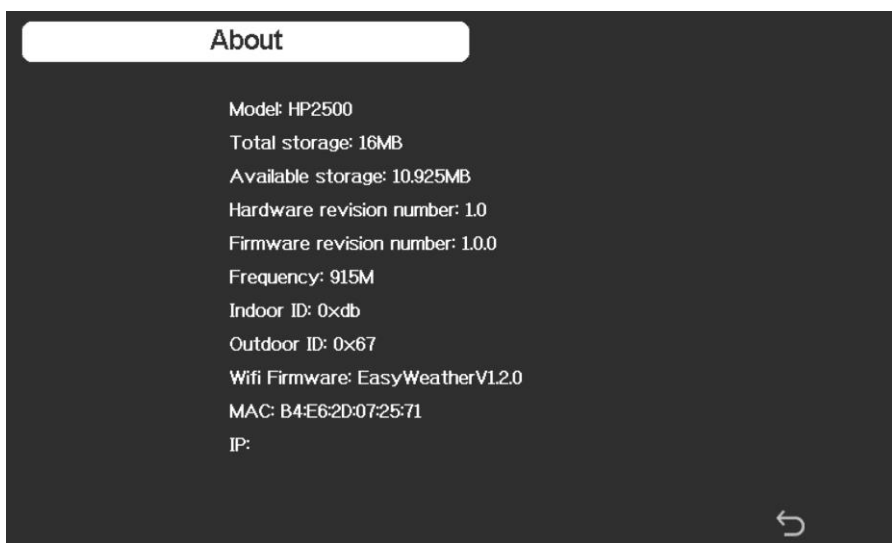 About
Model: HP2500
Total storage: 16MB
Available storage: 10.925MB
Hardware revision number: 1.0
Firmware revision number: 1.0.0
Frequency: 915M
Indoor ID: 0xdb
Outdoor ID: 0x67
Wifi Firmware: EasyWeatherV1.2.0
MAC: B4:E6:2D:07:25:71
IP: